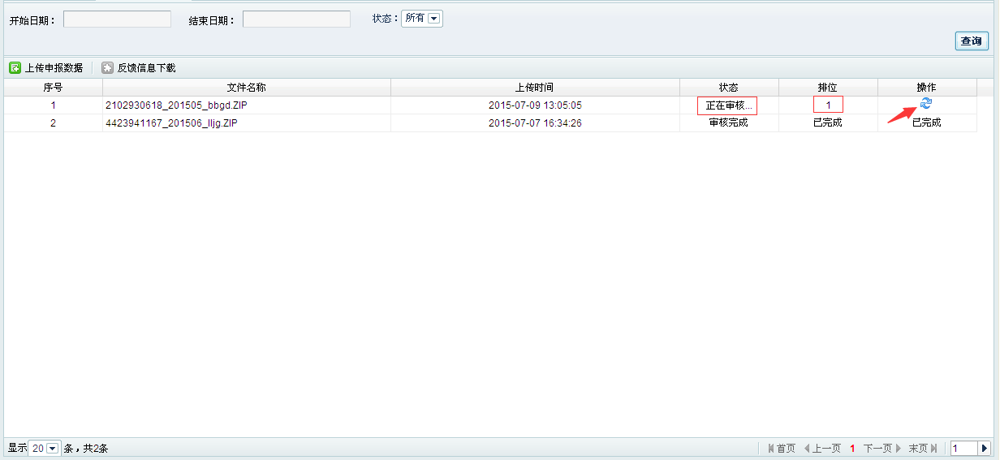 开始日期： 结束日期： 状态： 所有
查询
上传申报数据 反馈信息下载
序号 文件名称 上传时间 状态 排位 操作
1 2102930618_201505_bbgd.ZIP 2015-07-09 13:05:05 正在审核... 1
2 4423941167_201506_lljg.ZIP 2015-07-07 16:34:26 审核完成 已完成 已完成
显示 20 条，共2条 首页 上一页 1 下一页 末页 1